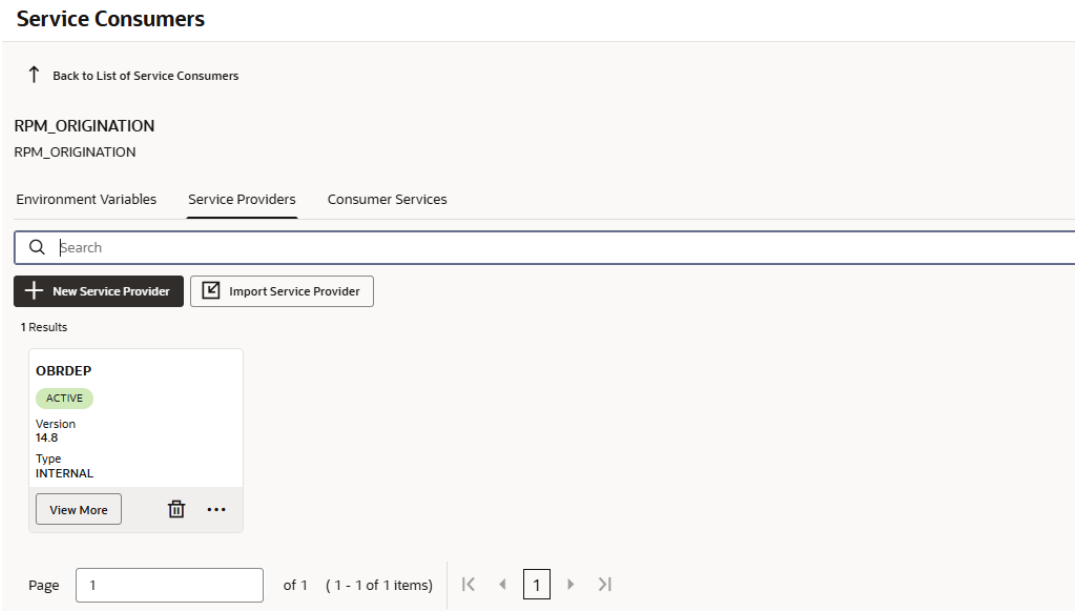 Service Consumers
Back to List of Service Consumers
RPM_ORIGINATION
RPM_ORIGINATION
Environment Variables Service Providers Consumer Services
Search
New Service Provider Import Service Provider
1 Results
OBRDEP
ACTIVE
Version
14.8
Type
INTERNAL
View More
Page 1 of 1 ( 1 - 1 of 1 items) 1